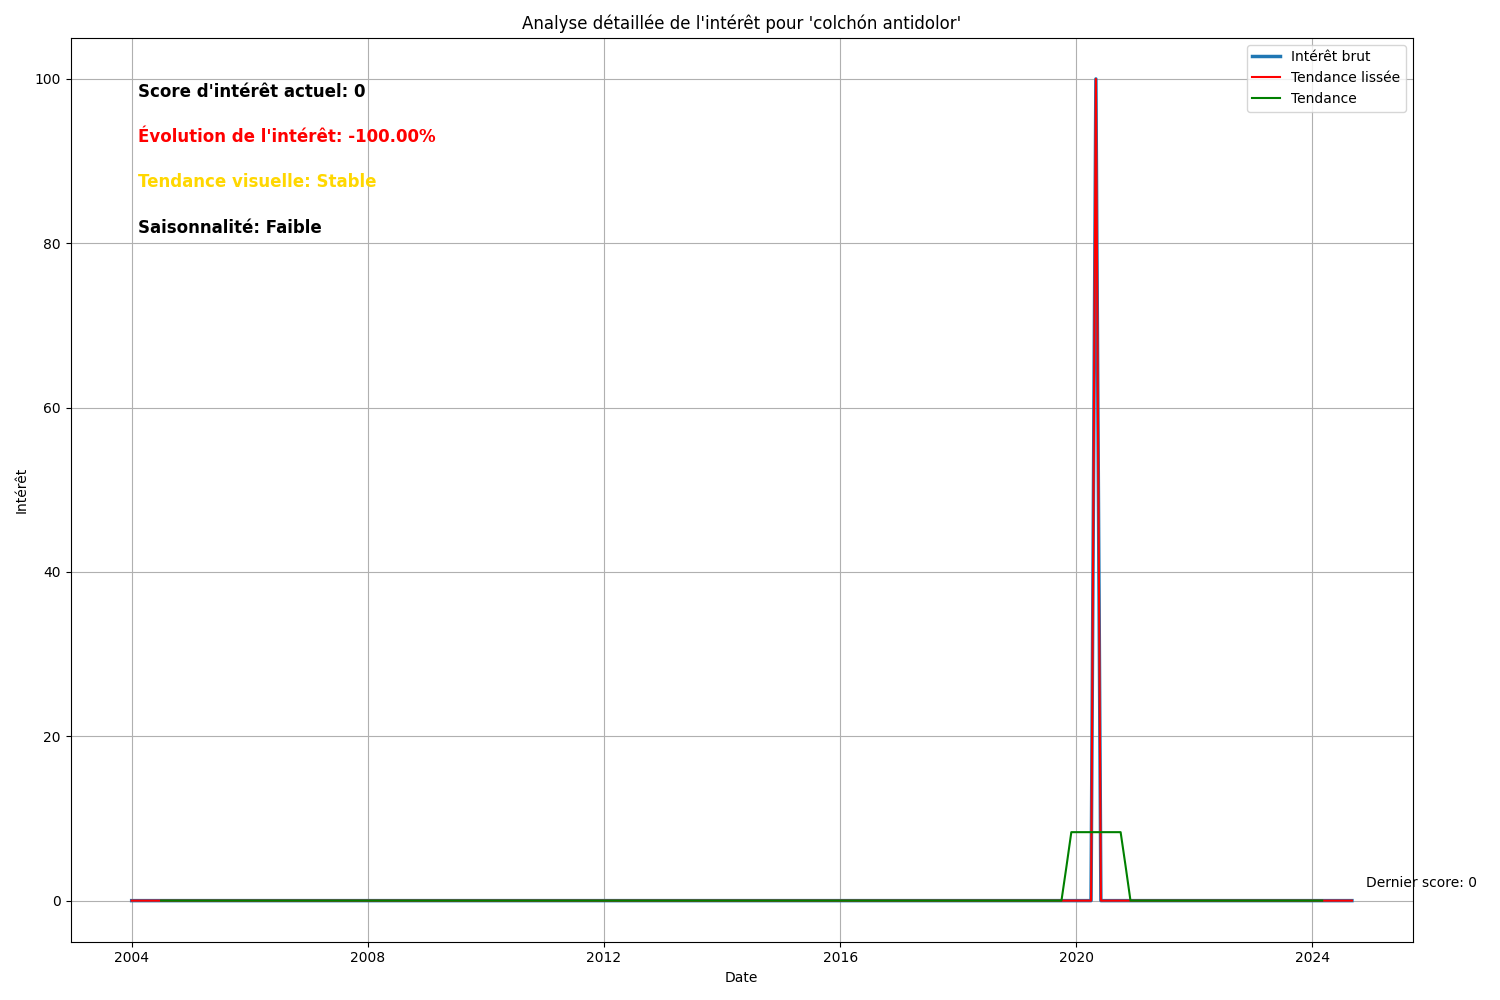 Analyse détaillée de l'intérêt pour 'colchón antidolor'
Intérêt brut
Tendance lissée
Tendance
Score d'intérêt actuel: 0
Évolution de l'intérêt: -100.00%
Tendance visuelle: Stable
Saisonnalité: Faible
100
80
60
40
20
0
Intérêt
Dernier score: 0
2004
2008
2012
2016
2020
2024
Date